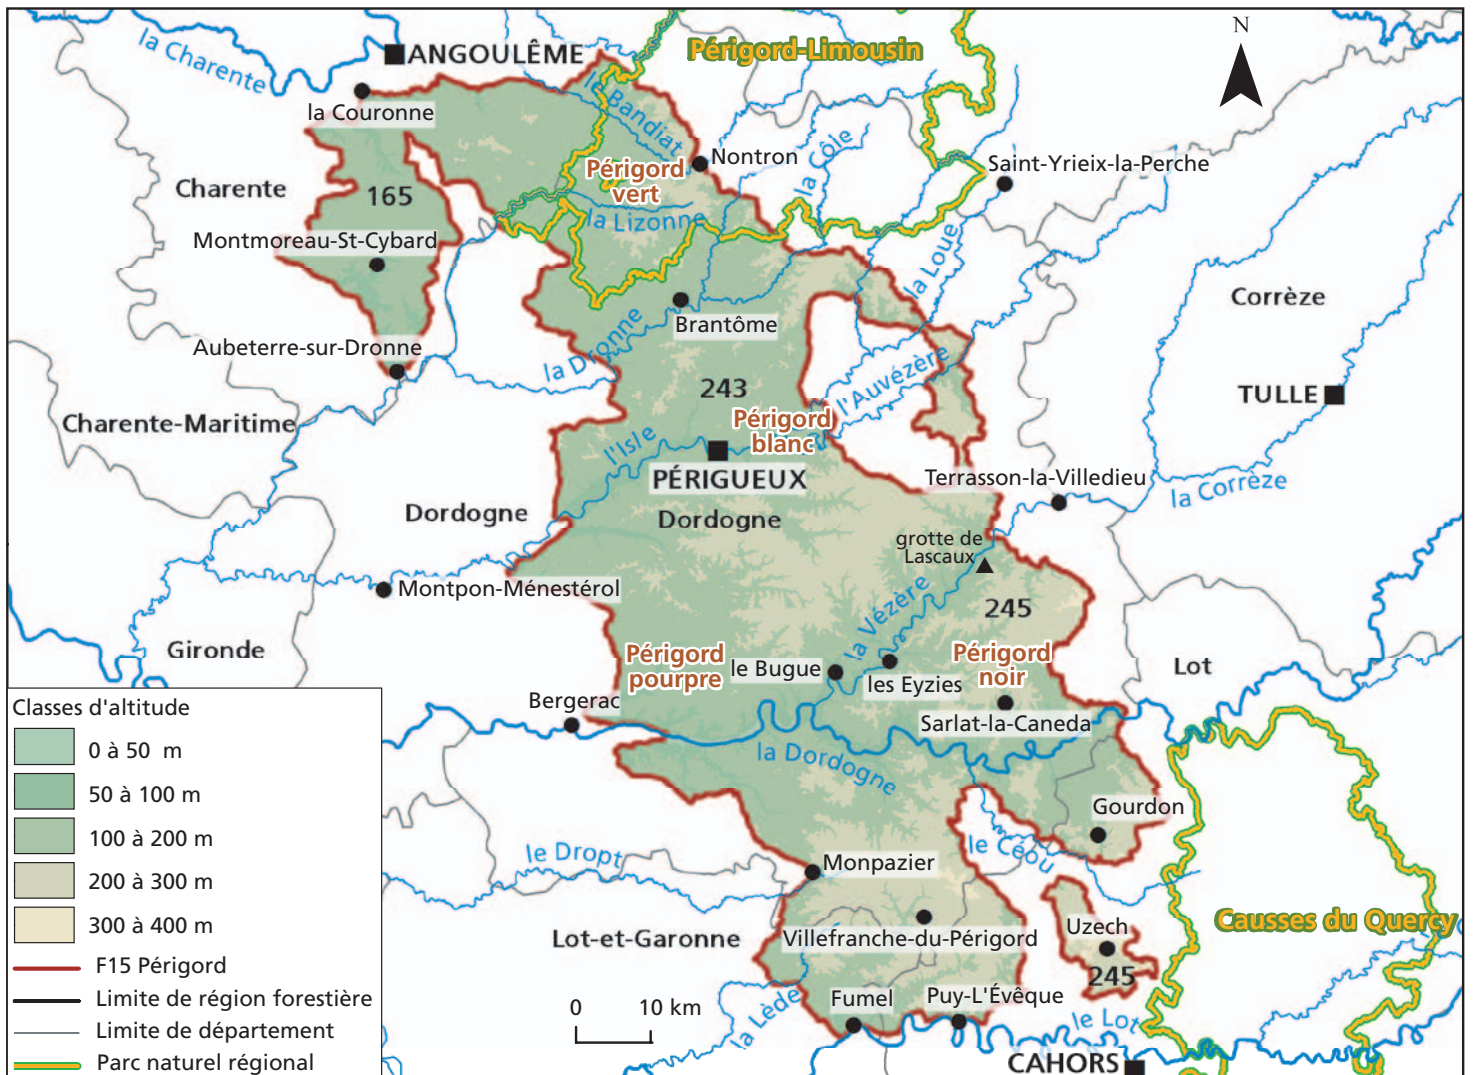 N
la Charente
ANGOULÊME
Périgord-Limousin
la Couronne
le Bandiat
la Côle
Nontron
Saint-Yrieix-la-Perche
Charente
165
Périgord
vert
la Lizonne
Montmoreau-St-Cybard
la Loue
Corrèze
Brantôme
Aubeterre-sur-Dronne
la Dronne
243
l'Auvézère
TULLE
Charente-Maritime
Périgord
blanc
l'Isle
PÉRIGUEUX
Terrasson-la-Villedieu
la Corrèze
Dordogne
Dordogne
grotte de
Lascaux
Montpon-Ménestérol
la Vézère
245
Gironde
Périgord
pourpre
le Bugue
les Eyzies
Périgord
noir
Lot
Bergerac
Sarlat-la-Caneda
la Dordogne
Gourdon
le Dropt
Monpazier
le Céou
Causses du Quercy
Lot-et-Garonne
Villefranche-du-Périgord
Uzech
245
Fumel
Puy-L'Évêque
la Lède
le Lot
CAHORS
0 10 km
Classes d'altitude
0 à 50 m
50 à 100 m
100 à 200 m
200 à 300 m
300 à 400 m
F15 Périgord
Limite de région forestière
Limite de département
Parc naturel régional